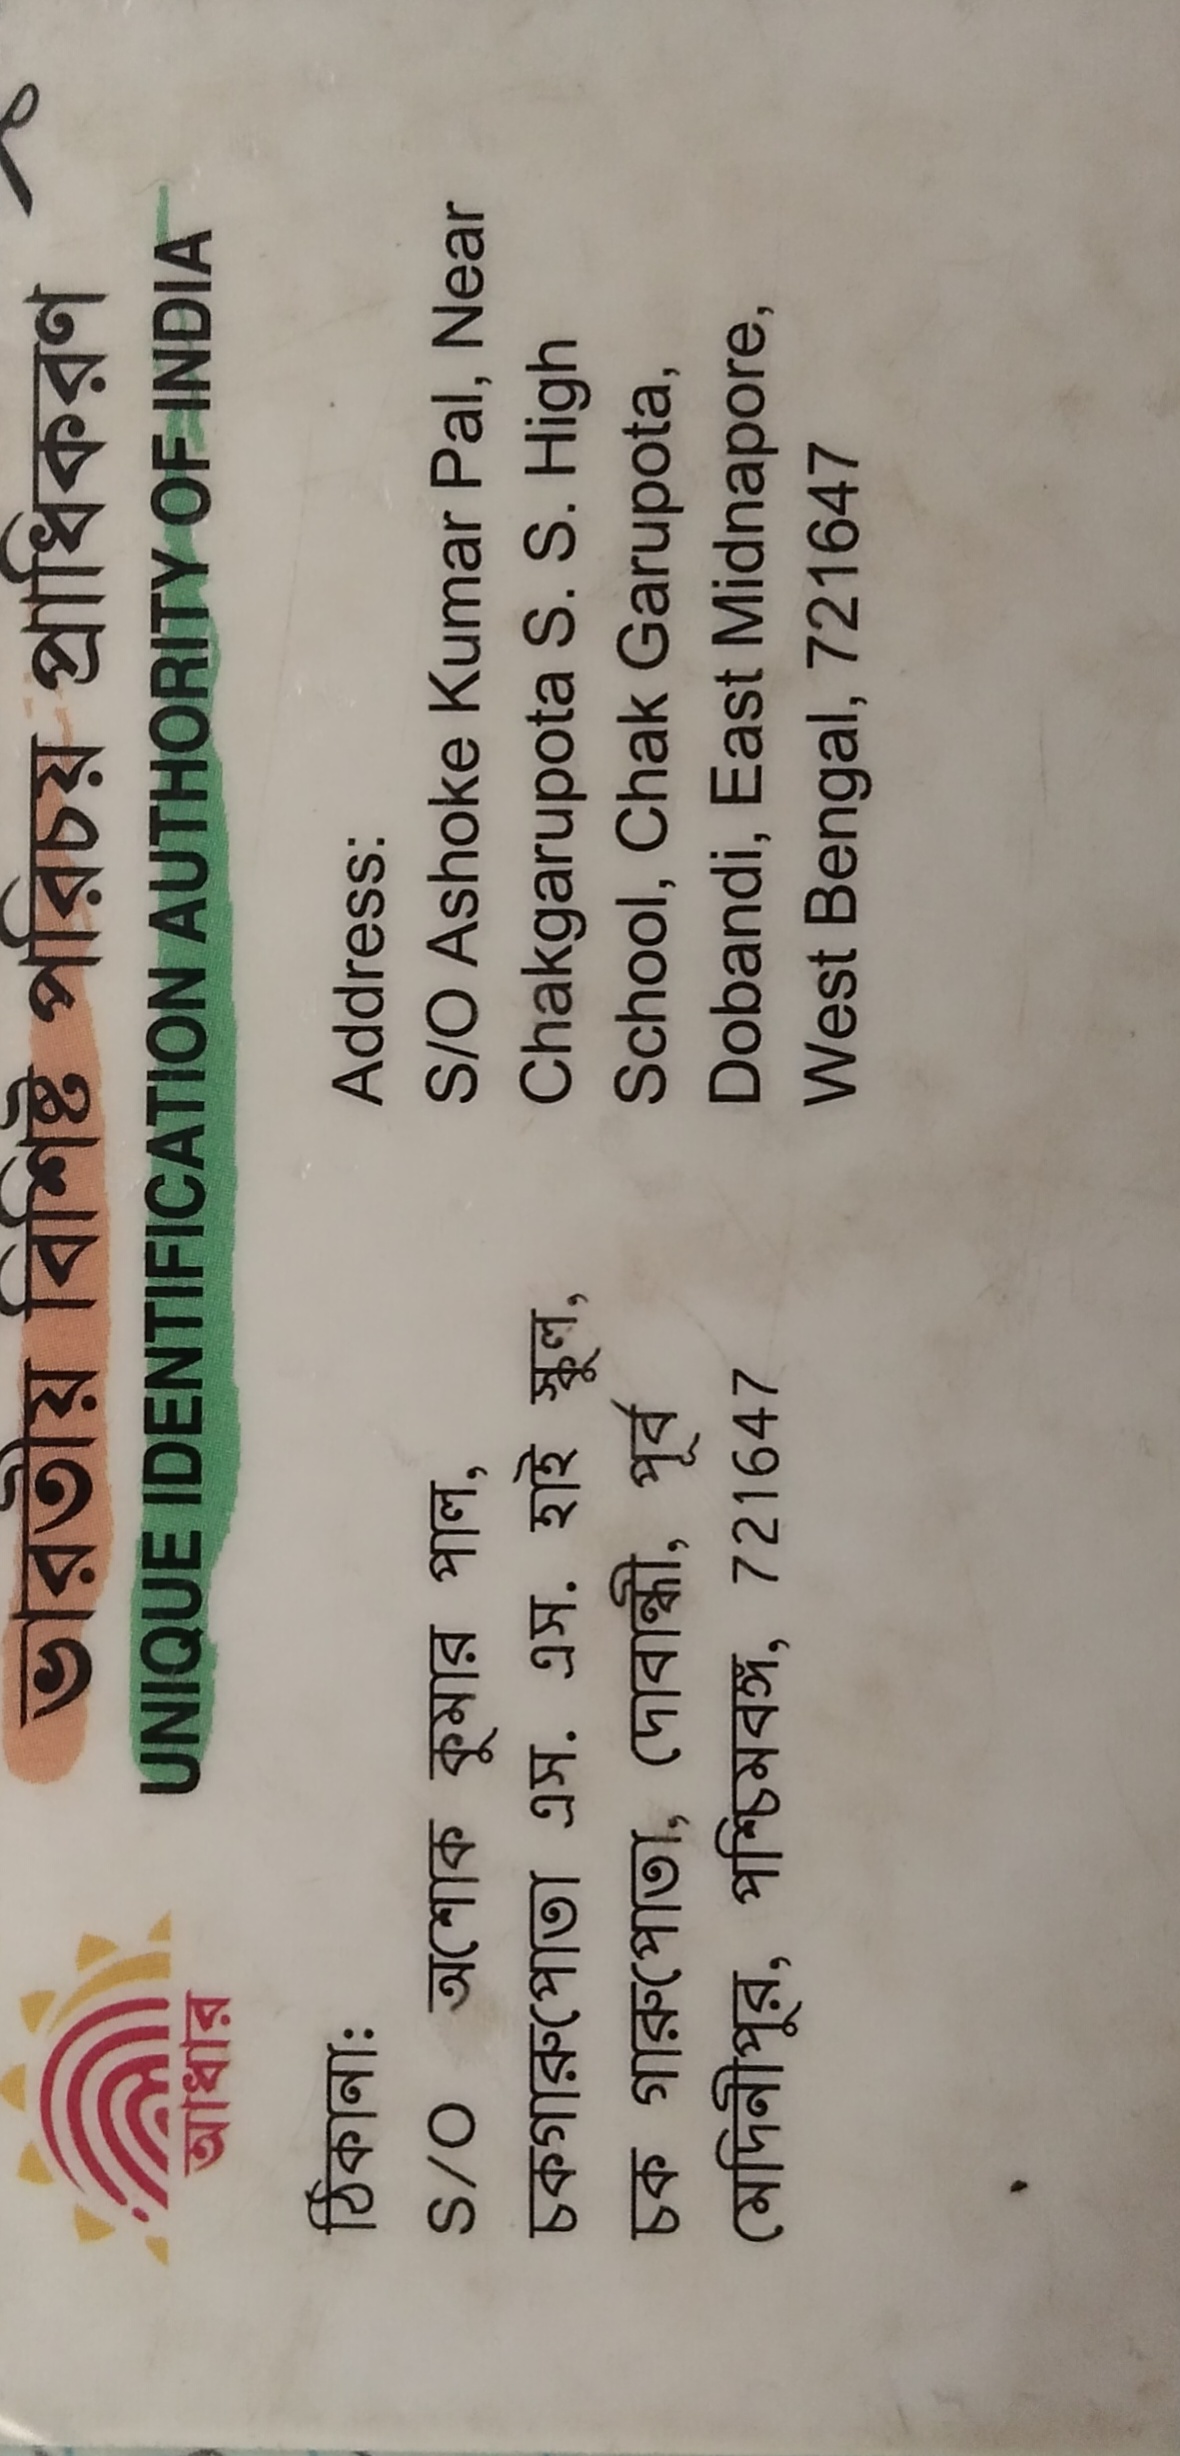 ভারতীয় বিশিষ্ট পরিচয় প্রাধিকরণ
UNIQUE IDENTIFICATION AUTHORITY OF INDIA
আধার
ঠিকানা:
S/O অশোক কুমার পাল,
চকগারুপোতা এস. এস. হাই স্কুল,
চক গারুপোতা, দোবান্ধী, পূর্ব
মেদিনীপুর, পশ্চিমবঙ্গ, 721647
Address:
S/O Ashoke Kumar Pal, Near
Chakgarupota S. S. High
School, Chak Garupota,
Dobandi, East Midnapore,
West Bengal, 721647